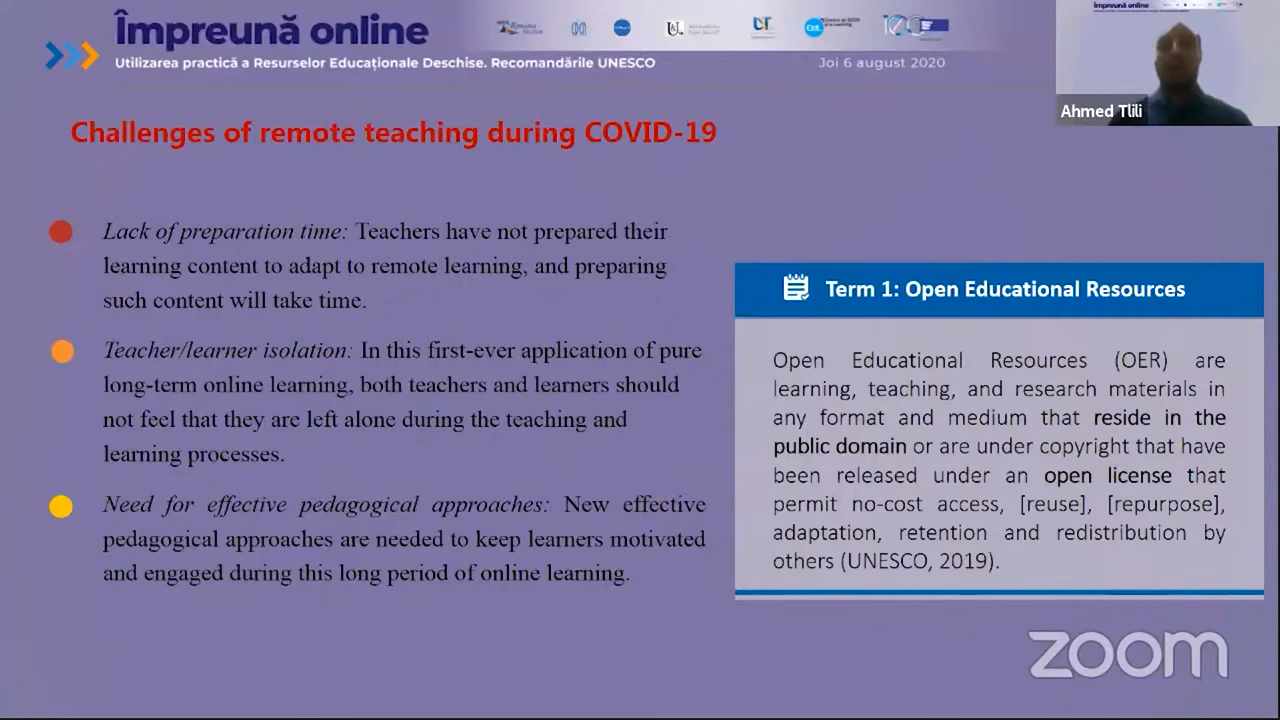 Împreună online
Utilizarea practică a Resurselor Educaționale Deschise. Recomandările UNESCO
Joi 6 august 2020
Împreună online
Ahmed Tlili
Challenges of remote teaching during COVID-19
Lack of preparation time: Teachers have not prepared their
learning content to adapt to remote learning, and preparing
such content will take time.
Teacher/learner isolation: In this first-ever application of pure
long-term online learning, both teachers and learners should
not feel that they are left alone during the teaching and
learning processes.
Need for effective pedagogical approaches: New effective
pedagogical approaches are needed to keep learners motivated
and engaged during this long period of online learning.
Term 1: Open Educational Resources
Open Educational Resources (OER) are
learning, teaching, and research materials in
any format and medium that reside in the
public domain or are under copyright that have
been released under an open license that
permit no-cost access, [reuse], [repurpose],
adaptation, retention and redistribution by
others (UNESCO, 2019).
zoom